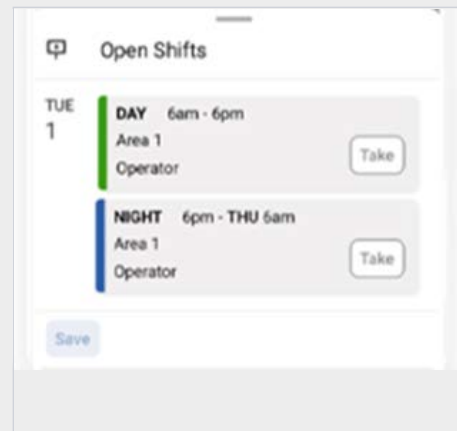 Open Shifts
TUE
1
DAY 6am - 6pm
Area 1
Operator
Take
NIGHT 6pm - THU 6am
Area 1
Operator
Take
Save